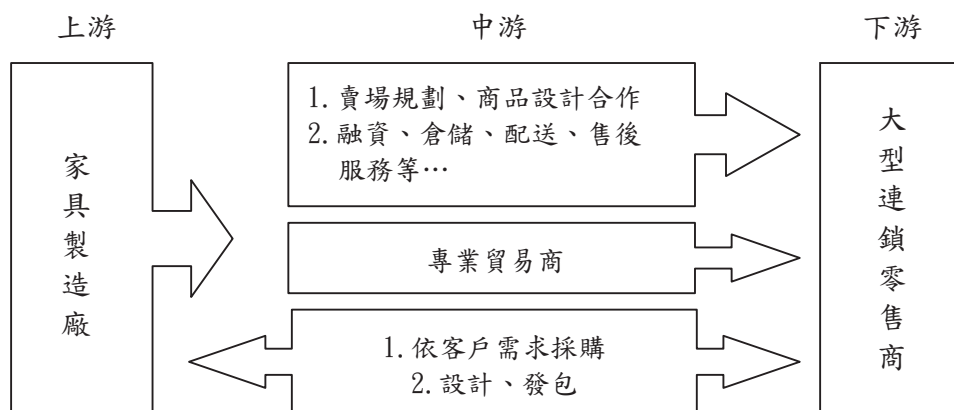 上游
中游
下游
家具製造廠
1.賣場規劃、商品設計合作
2.融資、倉儲、配送、售後
服務等…
專業貿易商
1.依客戶需求採購
2.設計、發包
大型連鎖零售商